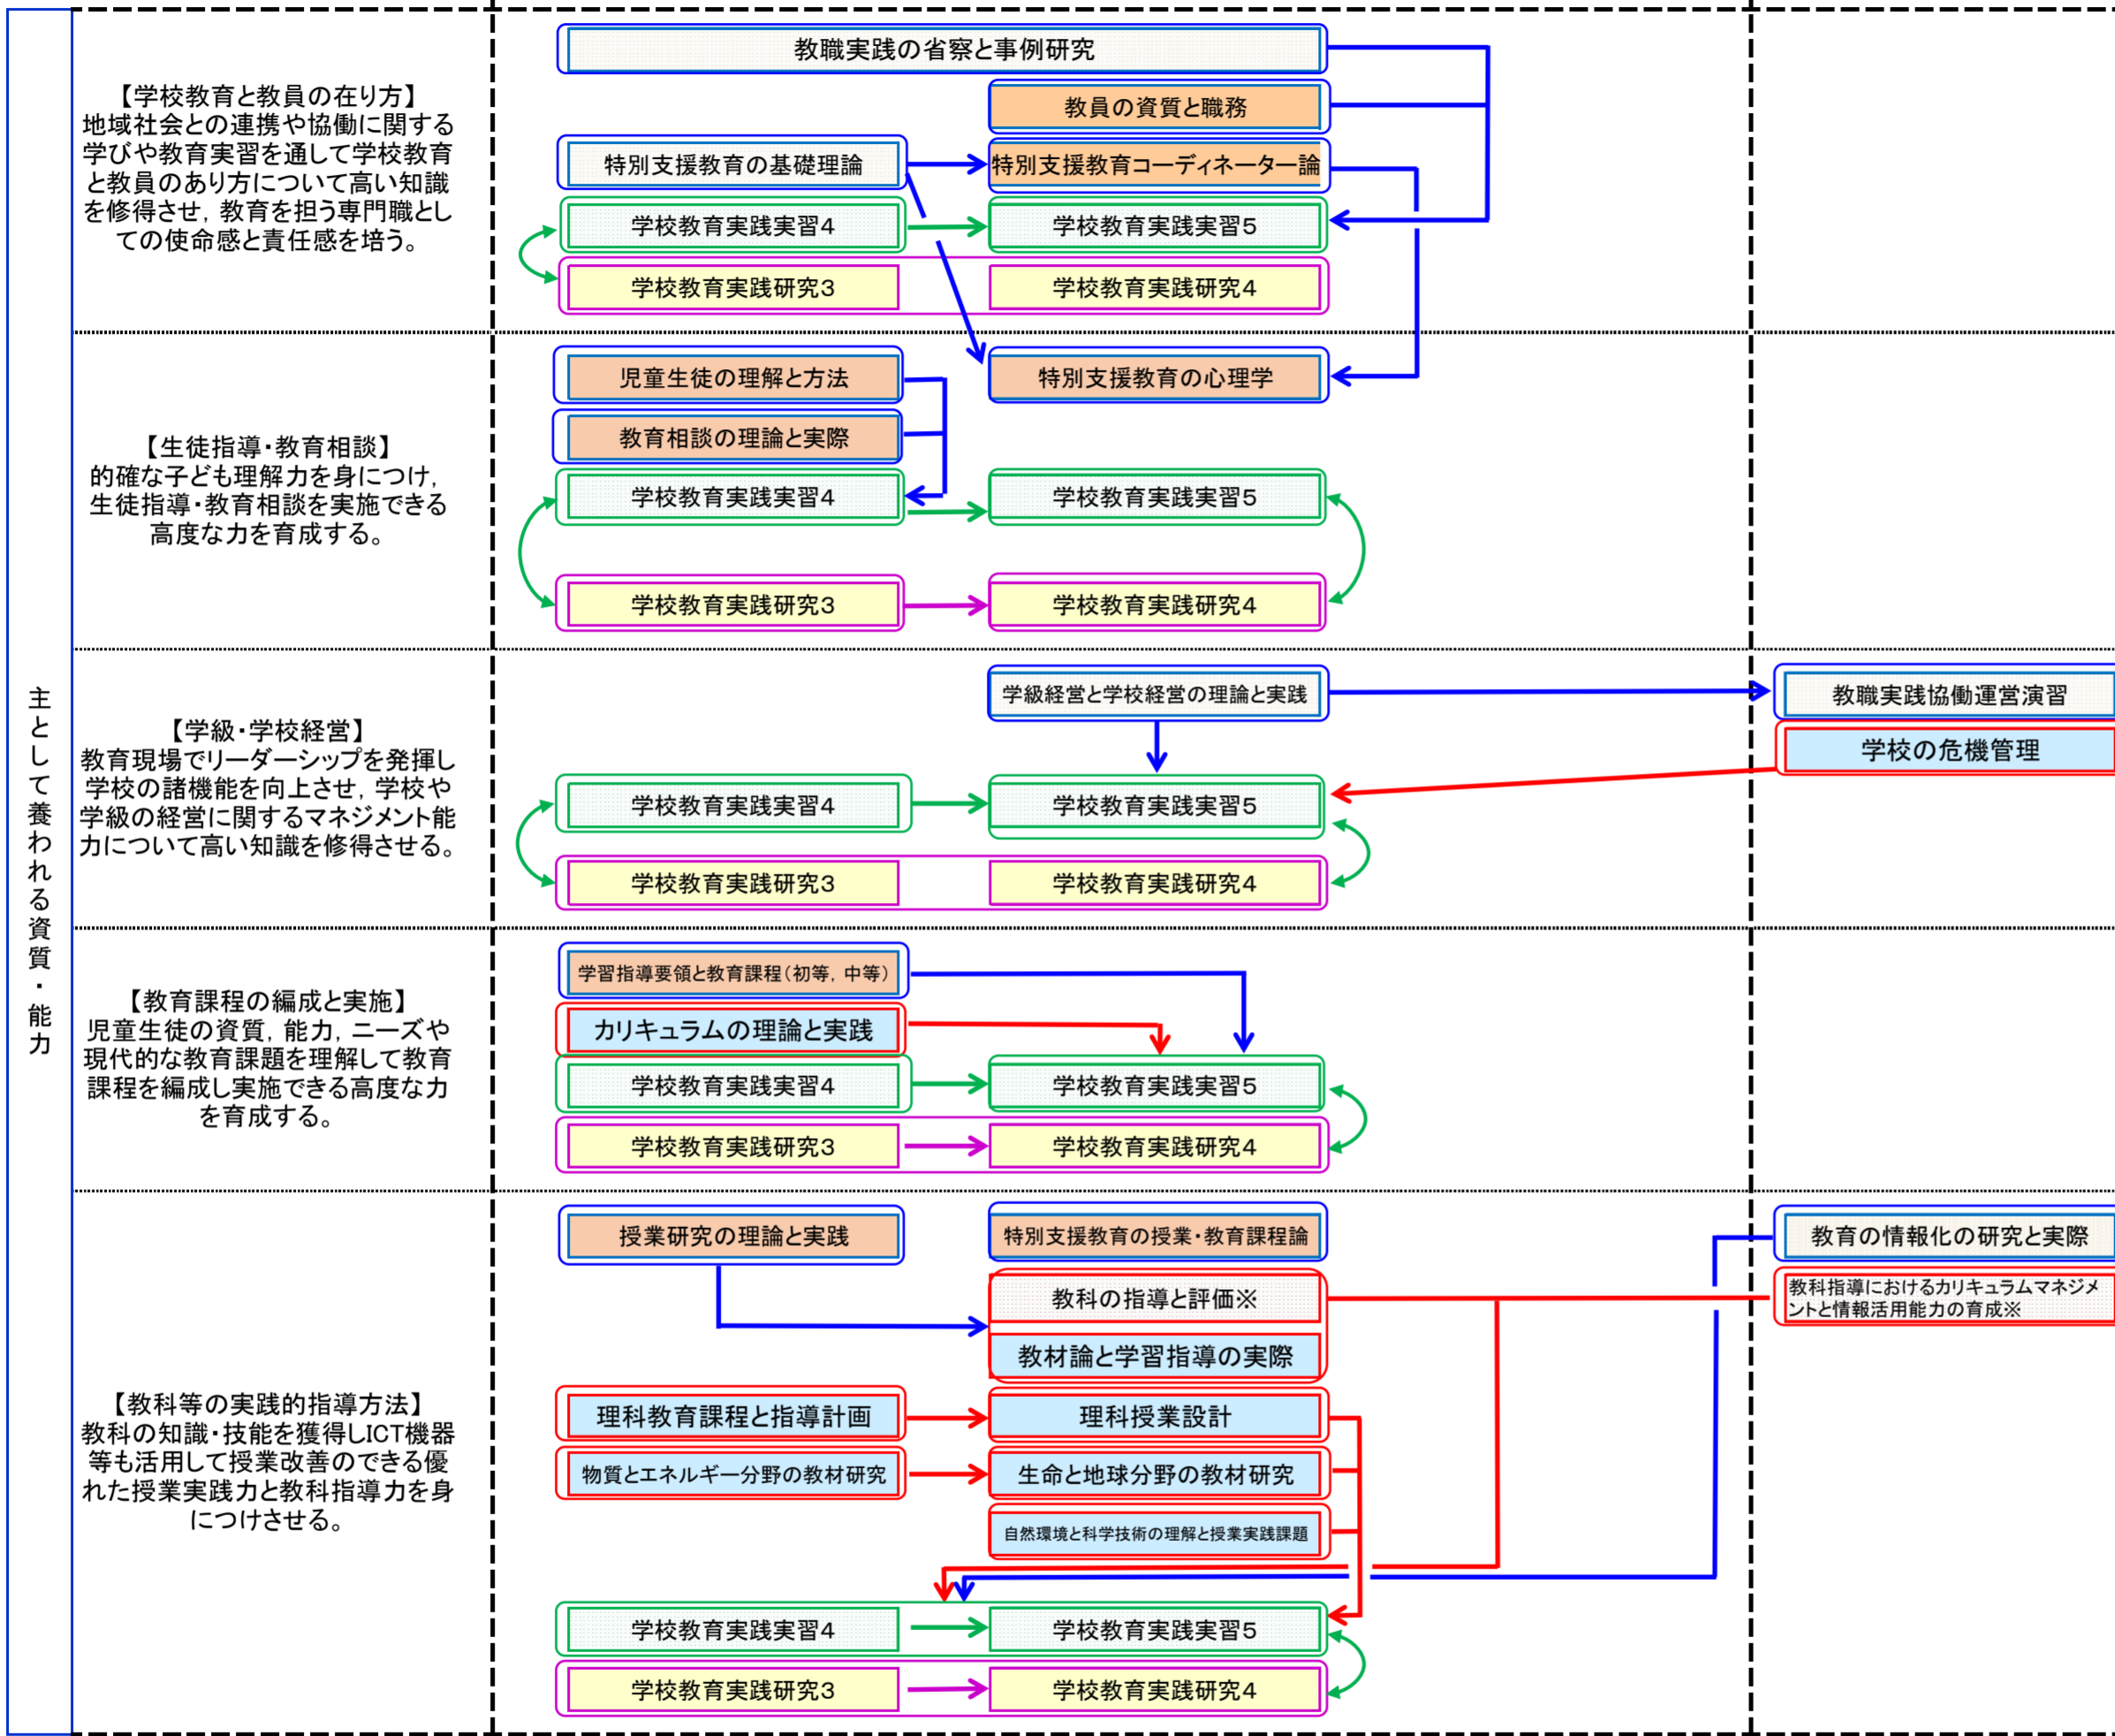 主として養われる資質・能力
【学校教育と教員の在り方】
地域社会との連携や協働に関する
学びや教育実習を通して学校教育
と教員のあり方について高い知識
を修得させ，教育を担う専門職とし
ての使命感と責任感を培う。
教職実践の省察と事例研究
教員の資質と職務
特別支援教育の基礎理論
特別支援教育コーディネーター論
学校教育実践実習４
学校教育実践実習５
学校教育実践研究３
学校教育実践研究４
【生徒指導・教育相談】
的確な子ども理解力を身につけ，
生徒指導・教育相談を実施できる
高度な力を育成する。
児童生徒の理解と方法
特別支援教育の心理学
教育相談の理論と実際
学校教育実践実習４
学校教育実践実習５
学校教育実践研究３
学校教育実践研究４
【学級・学校経営】
教育現場でリーダーシップを発揮し
学校の諸機能を向上させ，学校や
学級の経営に関するマネジメント能
力について高い知識を修得させる。
学級経営と学校経営の理論と実践
教職実践協働運営演習
学校の危機管理
学校教育実践実習４
学校教育実践実習５
学校教育実践研究３
学校教育実践研究４
【教育課程の編成と実施】
児童生徒の資質，能力，ニーズや
現代的な教育課題を理解して教育
課程を編成し実施できる高度な力
を育成する。
学習指導要領と教育課程（初等，中等）
カリキュラムの理論と実践
学校教育実践実習４
学校教育実践実習５
学校教育実践研究３
学校教育実践研究４
【教科等の実践的指導方法】
教科の知識・技能を獲得しICT機器
等も活用して授業改善のできる優
れた授業実践力と教科指導力を身
につけさせる。
授業研究の理論と実践
特別支援教育の授業・教育課程論
教育の情報化の研究と実際
教科の指導と評価※
教科指導におけるカリキュラムマネジメ
ントと情報活用能力の育成※
教材論と学習指導の実際
理科教育課程と指導計画
理科授業設計
物質とエネルギー分野の教材研究
生命と地球分野の教材研究
自然環境と科学技術の理解と授業実践課題
学校教育実践実習４
学校教育実践実習５
学校教育実践研究３
学校教育実践研究４